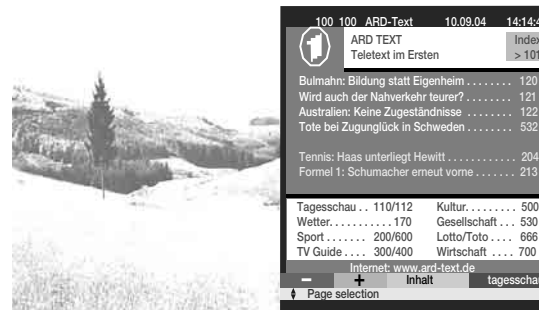 100 100 ARD-Text 10.09.04 14:14:4
ARD TEXT Index
Teletext im Ersten > 101
Bulmahn: Bildung statt Eigenheim ........ 120
Wird auch der Nahverkehr teurer? ........ 121
Australien: Keine Zugeständnisse ........ 122
Tote bei Zugunglück in Schweden ........ 532
Tennis: Haas unterliegt Hewitt ............ 204
Formel 1: Schumacher erneut vorne ....... 213
Tagesschau .. 110/112 Kultur......... 500
Wetter........... 170 Gesellschaft ... 530
Sport ....... 200/600 Lotto/Toto .... 666
TV Guide .... 300/400 Wirtschaft .... 700
Internet: www.ard-text.de
− + Inhalt tagesschau
Page selection